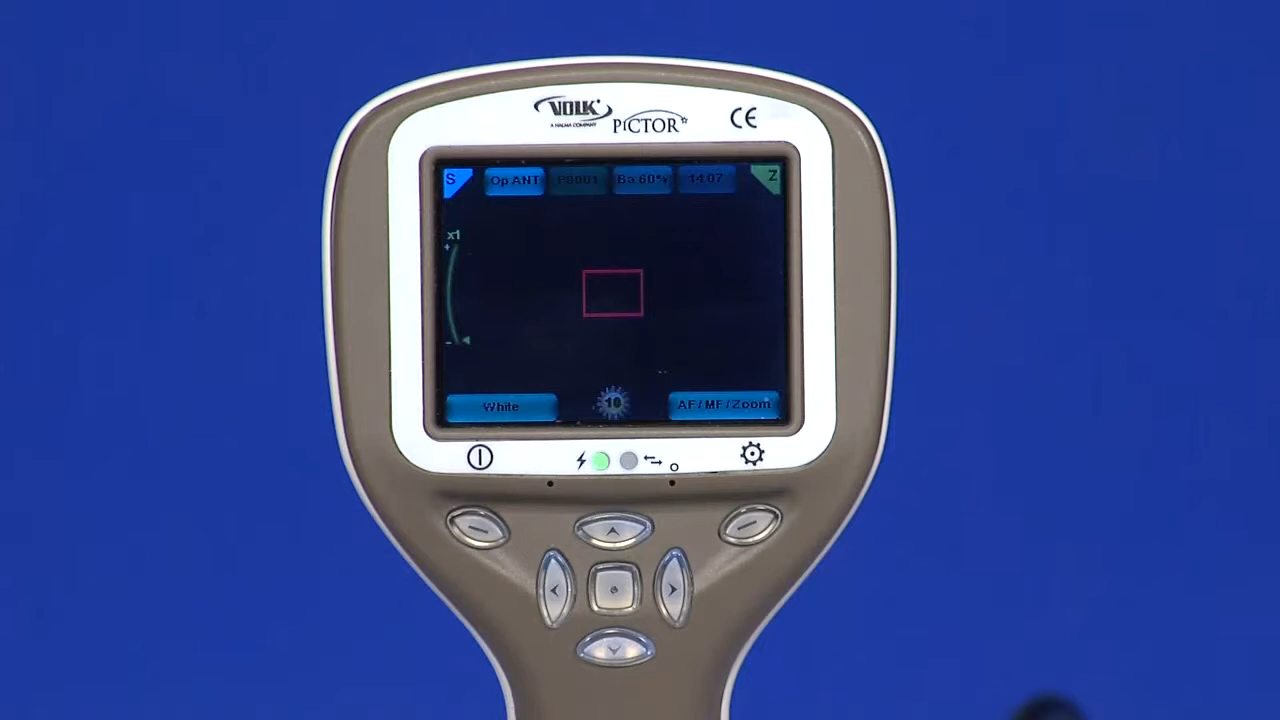 VOLK
A HALMA COMPANY
PiCTOR
CE
S
Op ANT
P0001
Ba 60%
14:07
Z
x1
+
-
White
10
AF / MF / Zoom